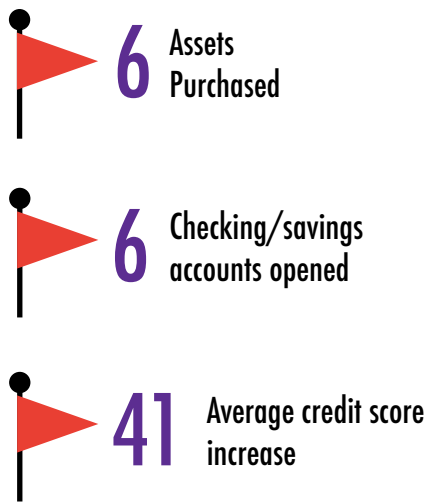 6 Assets
Purchased
6 Checking/savings
accounts opened
41 Average credit score
increase